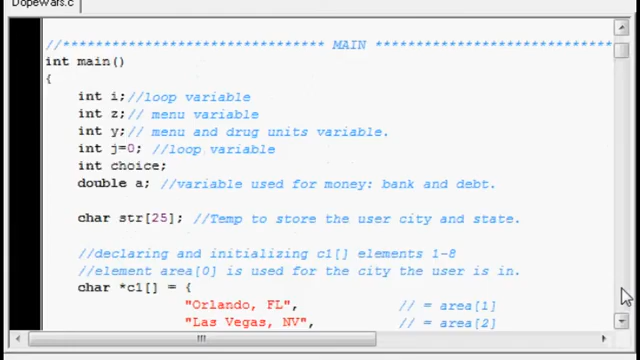 DopeWars.c
//******************************** MAIN *****************************
int main()
{
int i;//loop variable
int z;// menu variable
int y;// menu and drug units variable.
int j=0; //loop variable
int choice;
double a; //variable used for money: bank and debt.
char str[25]; //Temp to store the user city and state.
//declaring and initializing c1[] elements 1-8
//element area[0] is used for the city the user is in.
char *c1[] = {
"Orlando, FL", // = area[1]
"Las Vegas, NV", // = area[2]